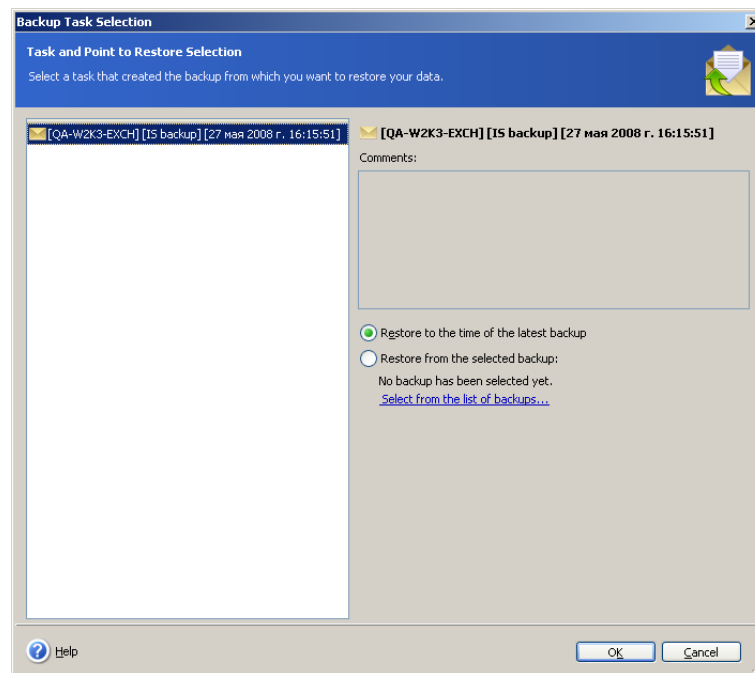 Backup Task Selection
Task and Point to Restore Selection
Select a task that created the backup from which you want to restore your data.
[QA-W2K3-EXCH] [IS backup] [27 мая 2008 г. 16:15:51]
[QA-W2K3-EXCH] [IS backup] [27 мая 2008 г. 16:15:51]
Comments:
Restore to the time of the latest backup
Restore from the selected backup:
No backup has been selected yet.
Select from the list of backups...
Help
OK
Cancel